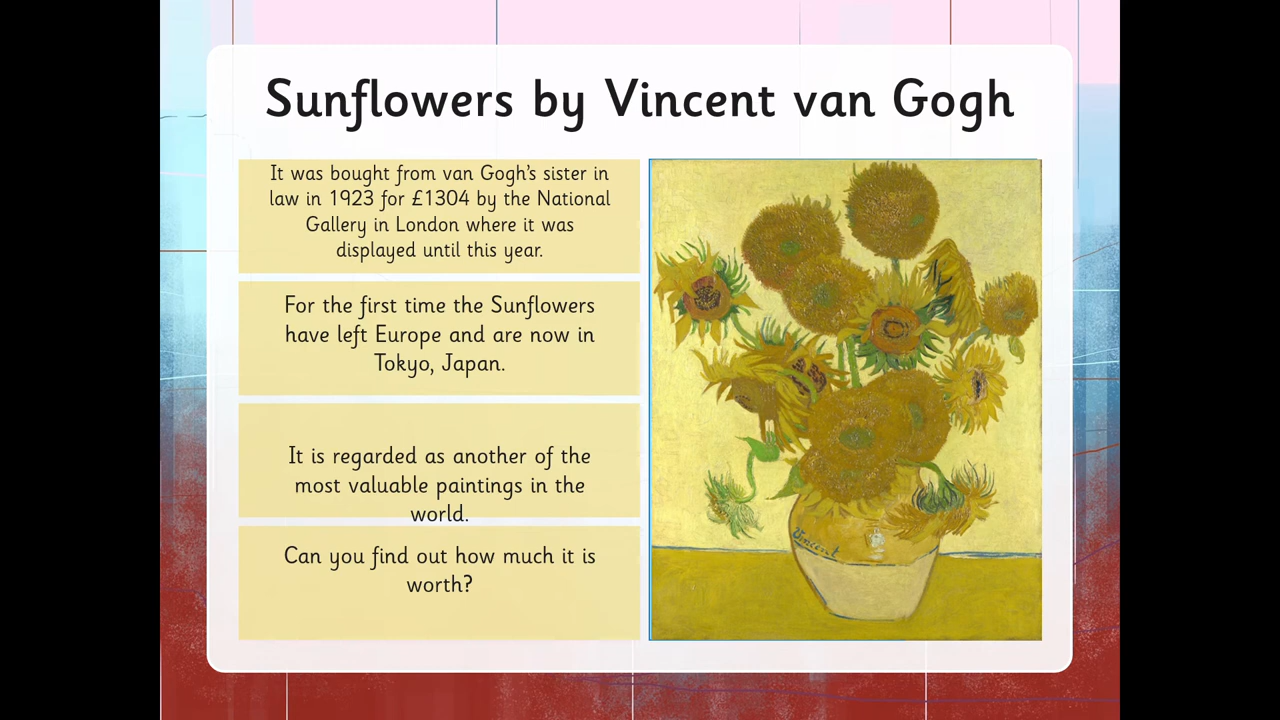 Sunflowers by Vincent van Gogh
It was bought from van Gogh's sister in
law in 1923 for £1304 by the National
Gallery in London where it was
displayed until this year.
For the first time the Sunflowers
have left Europe and are now in
Tokyo, Japan.
It is regarded as another of the
most valuable paintings in the
world.
Can you find out how much it is
worth?
Vincent